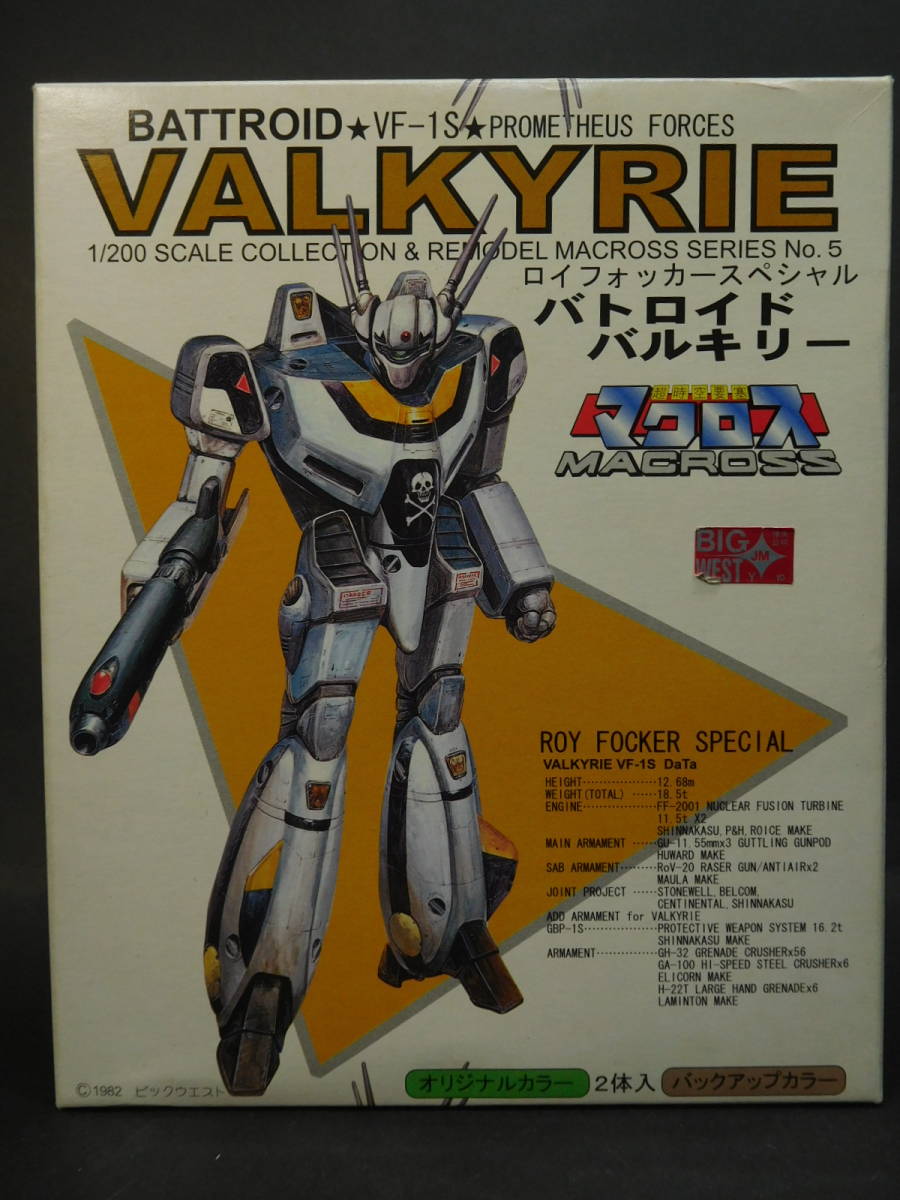 BATTROID★VF-1S★PROMETHEUS FORCES
VALKYRIE
1/200 SCALE COLLECTION & REMODEL MACROSS SERIES No. 5
ロイフォッカースペシャル
バトロイド
バルキリー
超時空要塞
マクロス
MACROSS
BIG
WEST
JM
ROY FOCKER SPECIAL
VALKYRIE VF-1S DaTa
HEIGHT··················12.68m
WEIGHT(TOTAL) ······18.5t
ENGINE··················FF-2001 NUCLEAR FUSION TURBINE
11.5t X2
SHINNAKASU,P&H,ROICE MAKE
MAIN ARMAMENT ······GU-11,55mmx3 GUTTLING GUNPOD
HUWARD MAKE
SAB ARMAMENT········RoV-20 RASER GUN/ANTIAIRx2
MAULA MAKE
JOINT PROJECT ·····STONEWELL,BELCOM,
CENTINENTAL,SHINNAKASU
ADD ARMAMENT for VALKYRIE
GBP-1S··················PROTECTIVE WEAPON SYSTEM 16.2t
SHINNAKASU MAKE
ARMAMENT···············GH-32 GRENADE CRUSHERx56
GA-100 HI-SPEED STEEL CRUSHERx6
ELICORN MAKE
H-22T LARGE HAND GRENADEx6
LAMINTON MAKE
©1982 ビックウエスト
オリジナルカラー 2体入 バックアップカラー